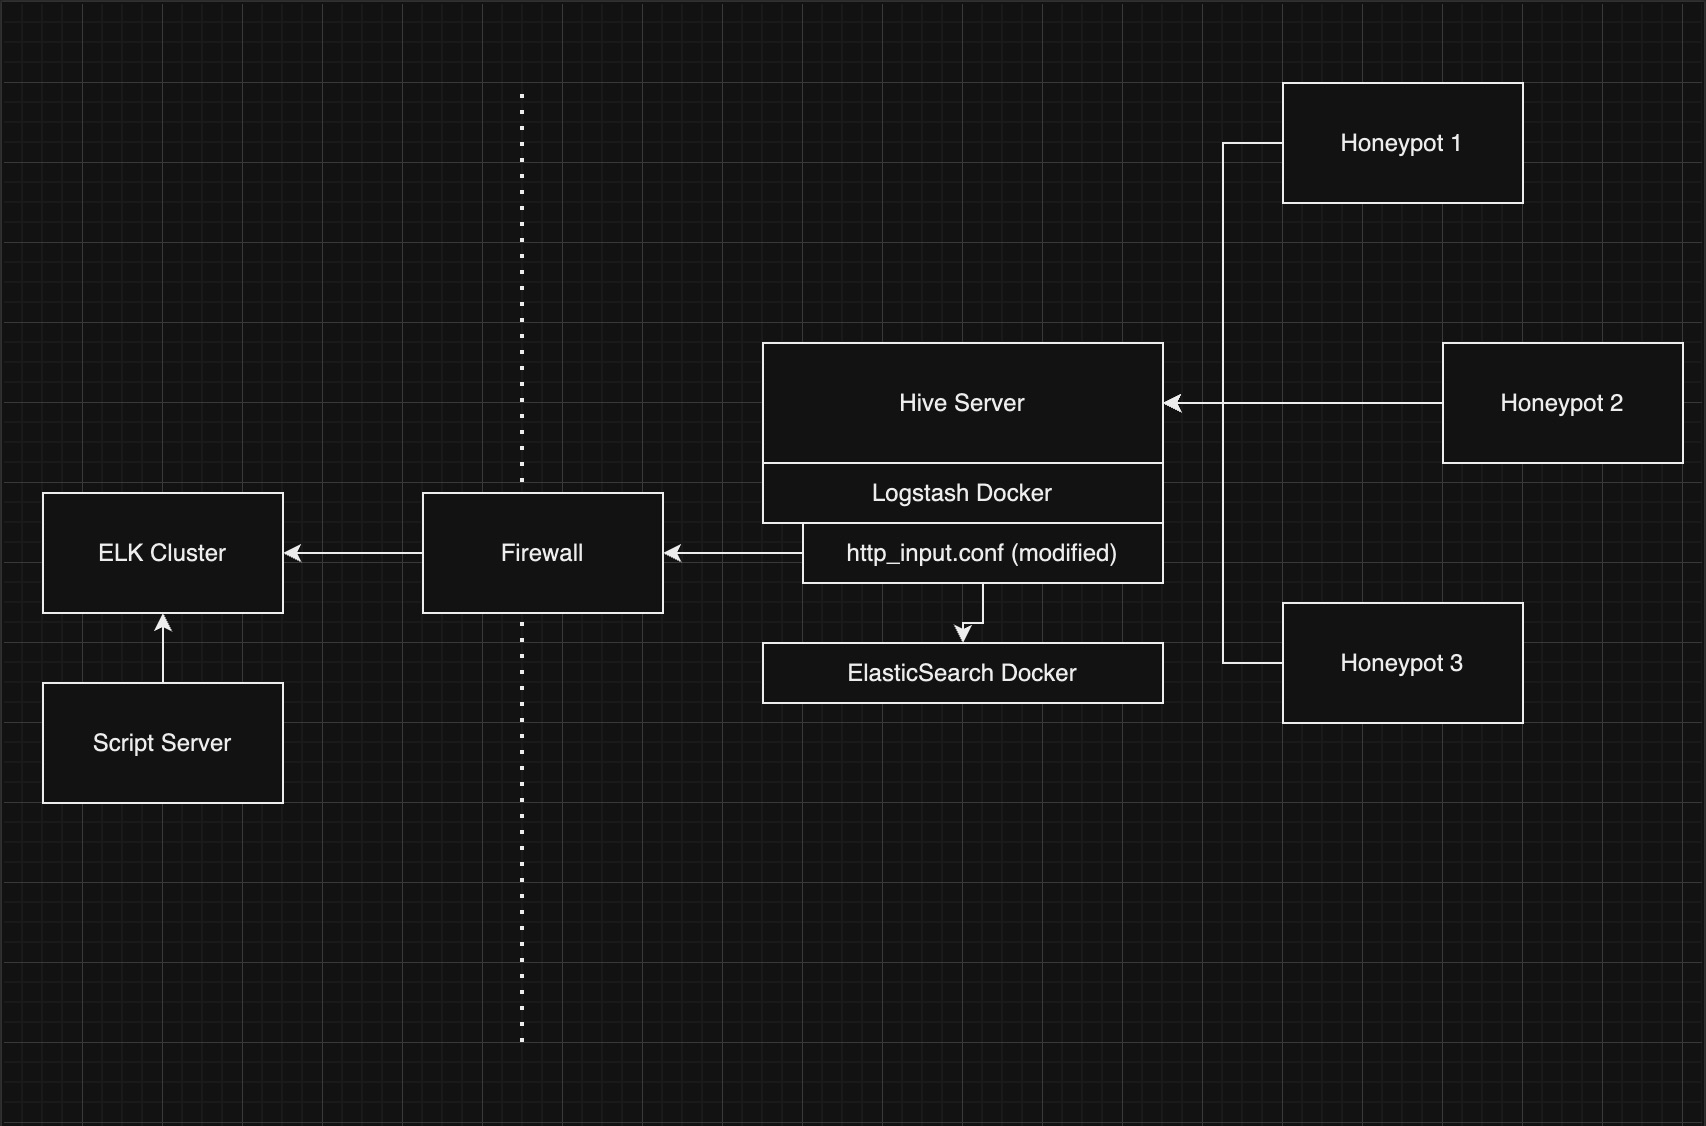 Honeypot 1
Hive Server
Honeypot 2
Logstash Docker
ELK Cluster
Firewall
http_input.conf (modified)
Honeypot 3
ElasticSearch Docker
Script Server